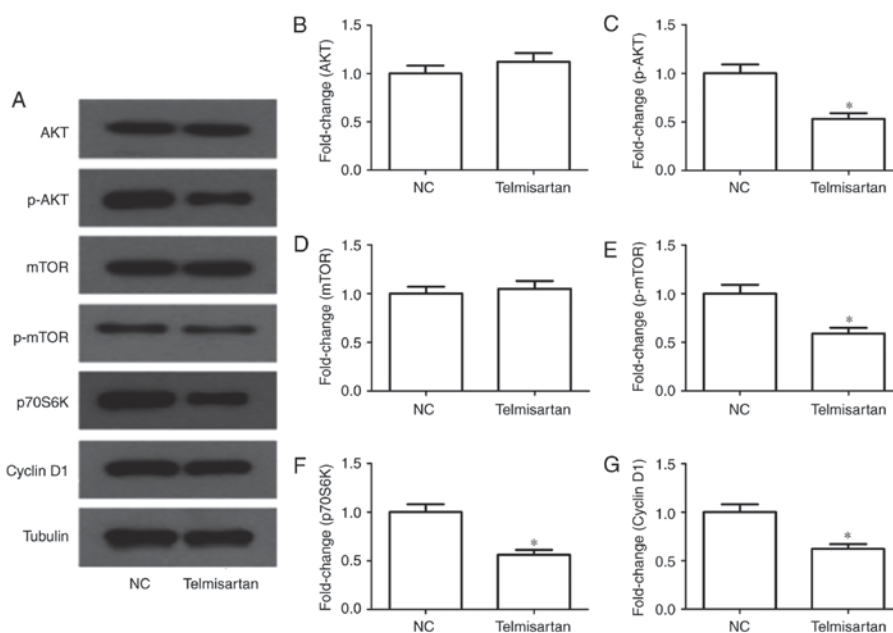 A
AKT
p-AKT
mTOR
p-mTOR
p70S6K
Cyclin D1
Tubulin
NC Telmisartan
B
Fold-change (AKT)
1.5
1.0
0.5
0.0
NC Telmisartan
C
Fold-change (p-AKT)
1.5
1.0
0.5
0.0
*
NC Telmisartan
D
Fold-change (mTOR)
1.5
1.0
0.5
0.0
NC Telmisartan
E
Fold-change (p-mTOR)
1.5
1.0
0.5
0.0
*
NC Telmisartan
F
Fold-change (p70S6K)
1.5
1.0
0.5
0.0
*
NC Telmisartan
G
Fold-change (Cyclin D1)
1.5
1.0
0.5
0.0
*
NC Telmisartan